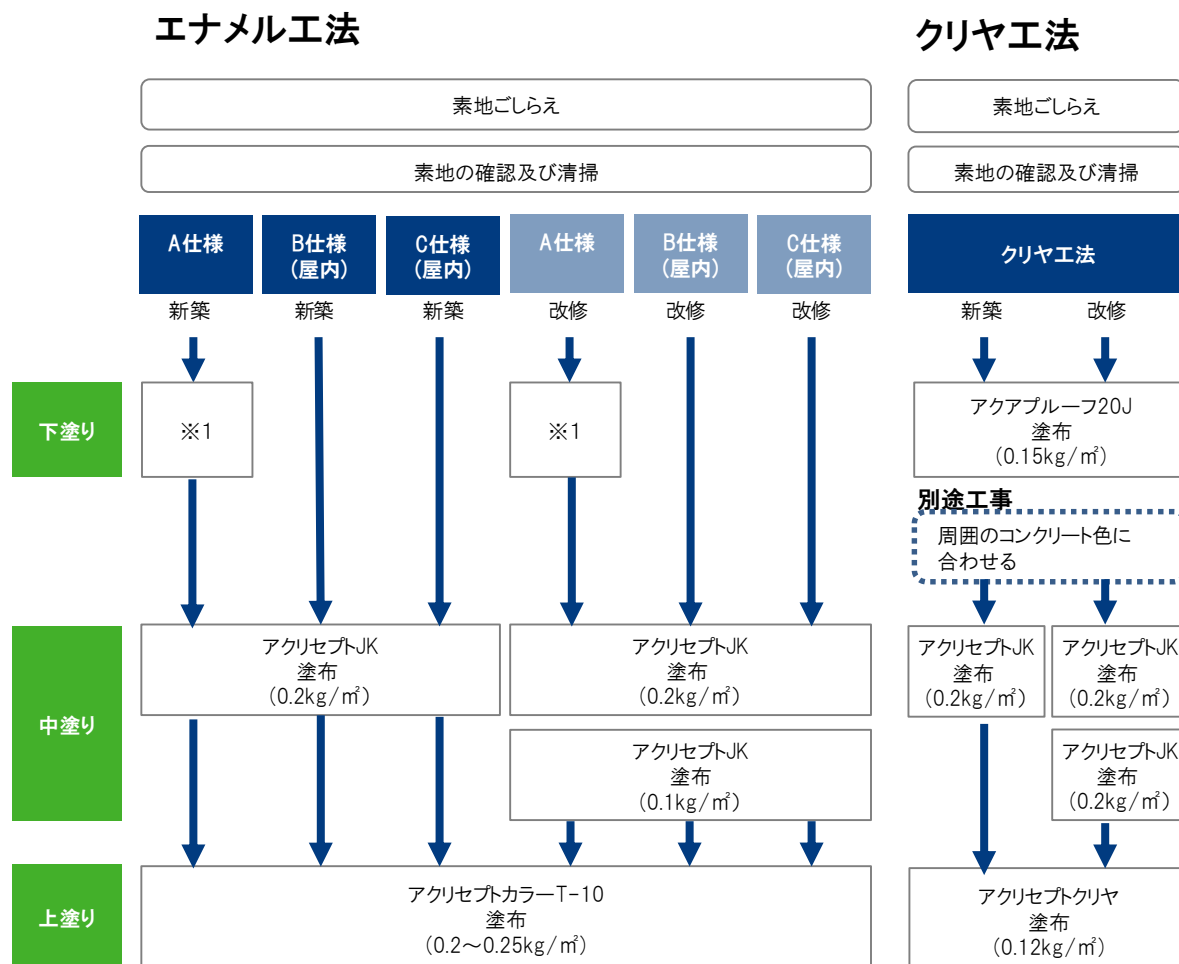 エナメル工法
クリヤ工法
素地ごしらえ
素地ごしらえ
素地の確認及び清掃
素地の確認及び清掃
A仕様
B仕様
(屋内)
C仕様
(屋内)
A仕様
B仕様
(屋内)
C仕様
(屋内)
クリヤ工法
新築
新築
新築
改修
改修
改修
新築
改修
下塗り
※1
※1
アクアプルーフ20J
塗布
(0.15kg/㎡)
別途工事
周囲のコンクリート色に
合わせる
中塗り
アクリセプトJK
塗布
(0.2kg/㎡)
アクリセプトJK
塗布
(0.2kg/㎡)
アクリセプトJK
塗布
(0.2kg/㎡)
アクリセプトJK
塗布
(0.2kg/㎡)
アクリセプトJK
塗布
(0.1kg/㎡)
アクリセプトJK
塗布
(0.2kg/㎡)
上塗り
アクリセプトカラーT-10
塗布
(0.2～0.25kg/㎡)
アクリセプトクリヤ
塗布
(0.12kg/㎡)